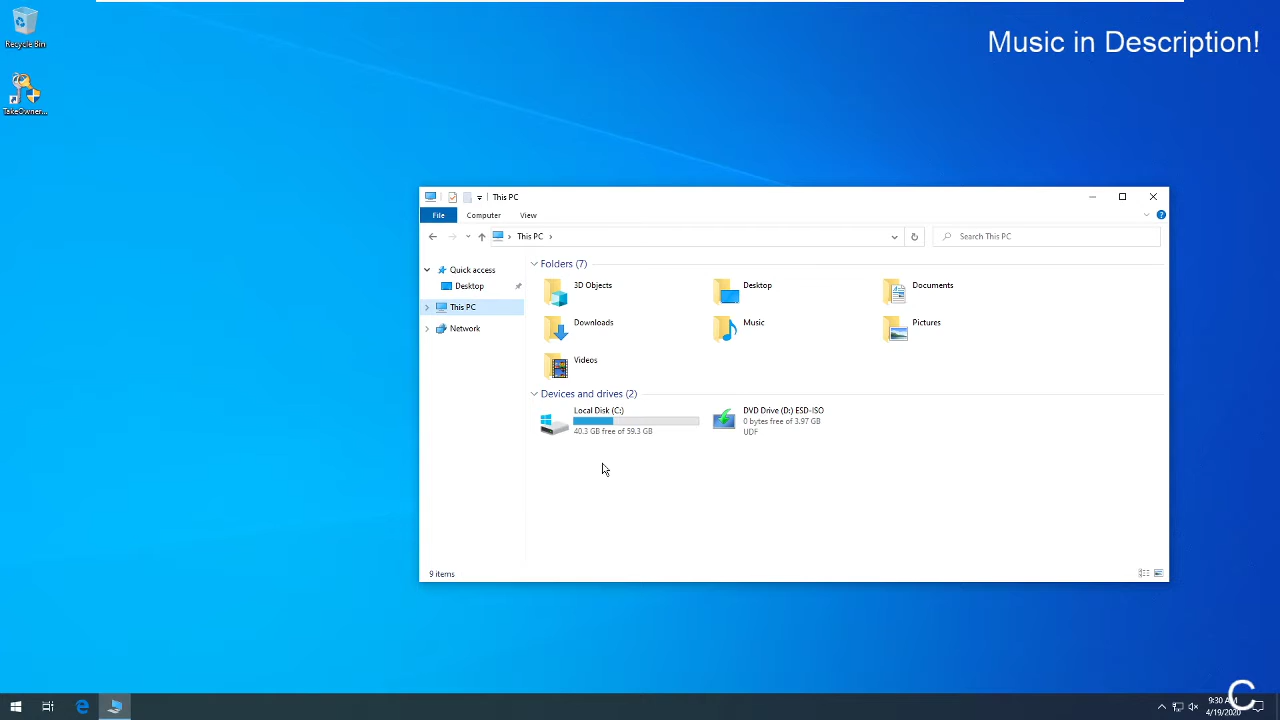 Music in Description!
Recycle Bin
TakeOwner...
This PC
File Computer View
This PC
Search This PC
Quick access
Desktop
This PC
Network
Folders (7)
3D Objects
Desktop
Documents
Downloads
Music
Pictures
Videos
Devices and drives (2)
Local Disk (C:)
40.3 GB free of 59.3 GB
DVD Drive (D:) ESD-ISO
0 bytes free of 3.97 GB
UDF
9 items
9:30 AM
4/19/2020
C